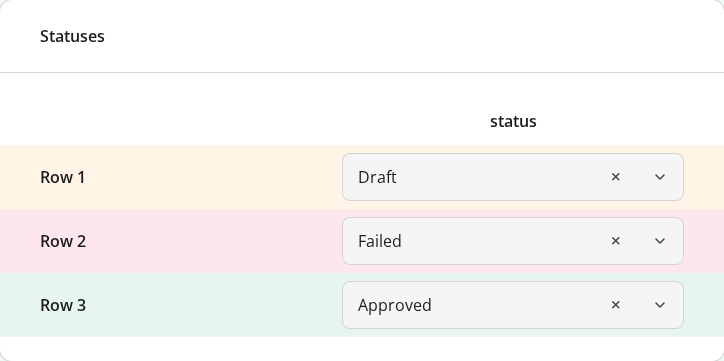 Statuses
status
Row 1 Draft
Row 2 Failed
Row 3 Approved